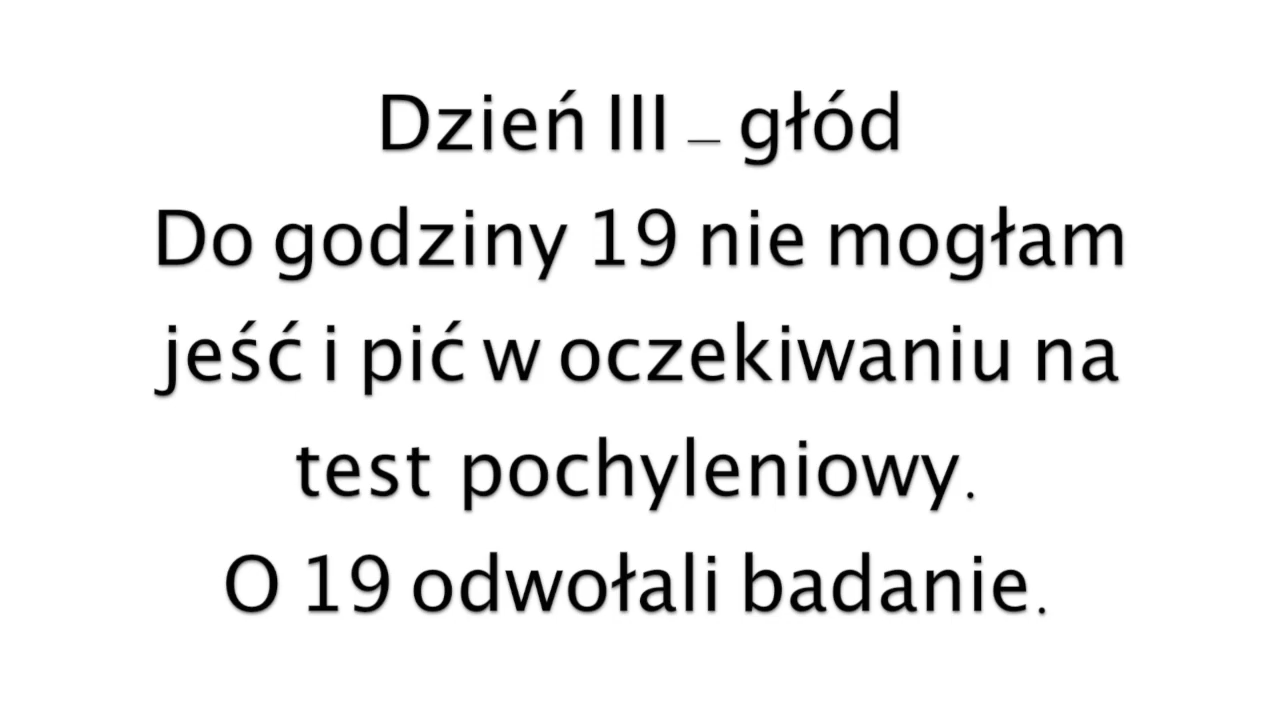 Dzień III – głód
Do godziny 19 nie mogłam
jeść i pić w oczekiwaniu na
test pochyleniowy.
O 19 odwołali badanie.